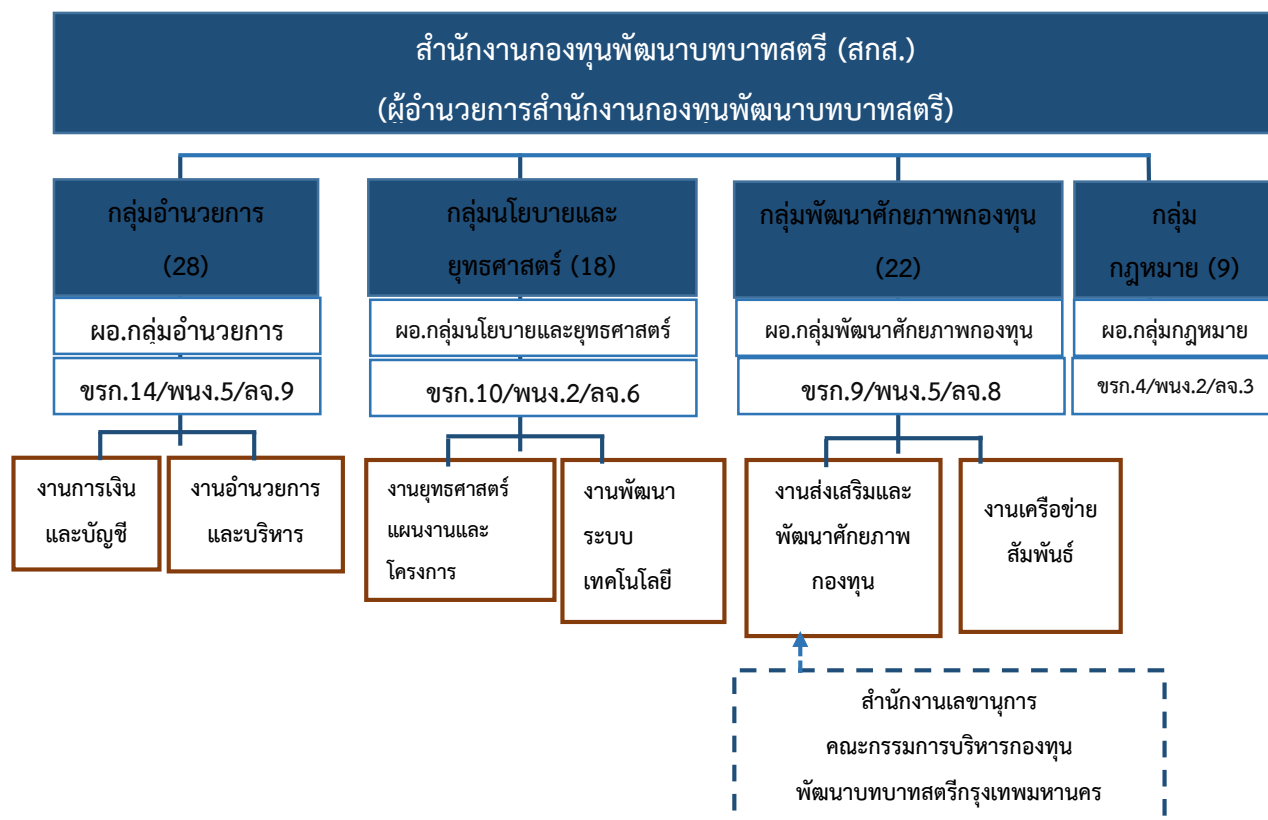 สำนักงานกองทุนพัฒนาบทบาทสตรี (สกส.)
(ผู้อำนวยการสำนักงานกองทุนพัฒนาบทบาทสตรี)
กลุ่มอำนวยการ
(28)
ผอ.กลุ่มอำนวยการ
ขรก.14/พนง.5/ลจ.9
งานการเงิน
และบัญชี
งานอำนวยการ
และบริหาร
กลุ่มนโยบายและ
ยุทธศาสตร์ (18)
ผอ.กลุ่มนโยบายและยุทธศาสตร์
ขรก.10/พนง.2/ลจ.6
งานยุทธศาสตร์
แผนงานและ
โครงการ
งานพัฒนา
ระบบ
เทคโนโลยี
กลุ่มพัฒนาศักยภาพกองทุน
(22)
ผอ.กลุ่มพัฒนาศักยภาพกองทุน
ขรก.9/พนง.5/ลจ.8
งานส่งเสริมและ
พัฒนาศักยภาพ
กองทุน
งานเครือข่าย
สัมพันธ์
กลุ่ม
กฎหมาย (9)
ผอ.กลุ่มกฎหมาย
ขรก.4/พนง.2/ลจ.3
สำนักงานเลขานุการ
คณะกรรมการบริหารกองทุน
พัฒนาบทบาทสตรีกรุงเทพมหานคร